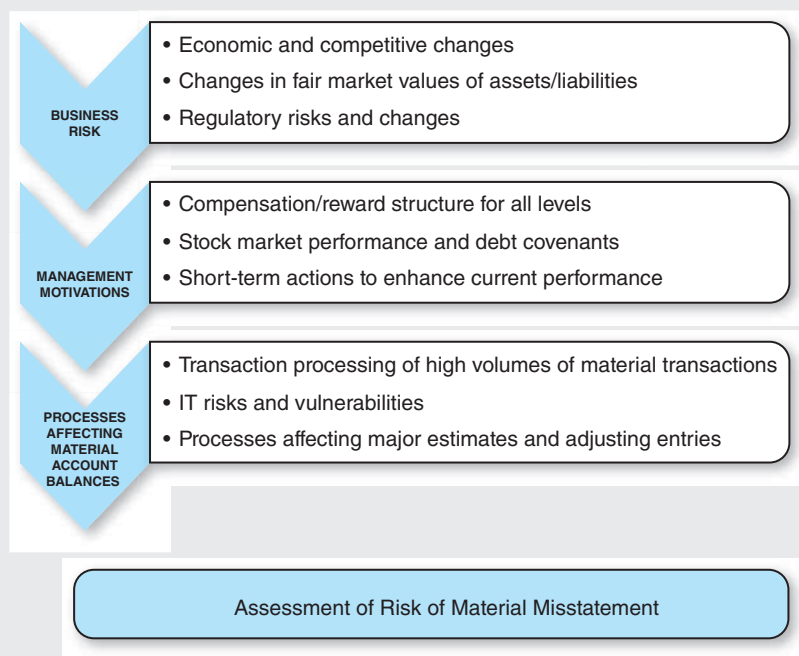 BUSINESS
RISK
• Economic and competitive changes
• Changes in fair market values of assets/liabilities
• Regulatory risks and changes
MANAGEMENT
MOTIVATIONS
• Compensation/reward structure for all levels
• Stock market performance and debt covenants
• Short-term actions to enhance current performance
PROCESSES
AFFECTING
MATERIAL
ACCOUNT
BALANCES
• Transaction processing of high volumes of material transactions
• IT risks and vulnerabilities
• Processes affecting major estimates and adjusting entries
Assessment of Risk of Material Misstatement